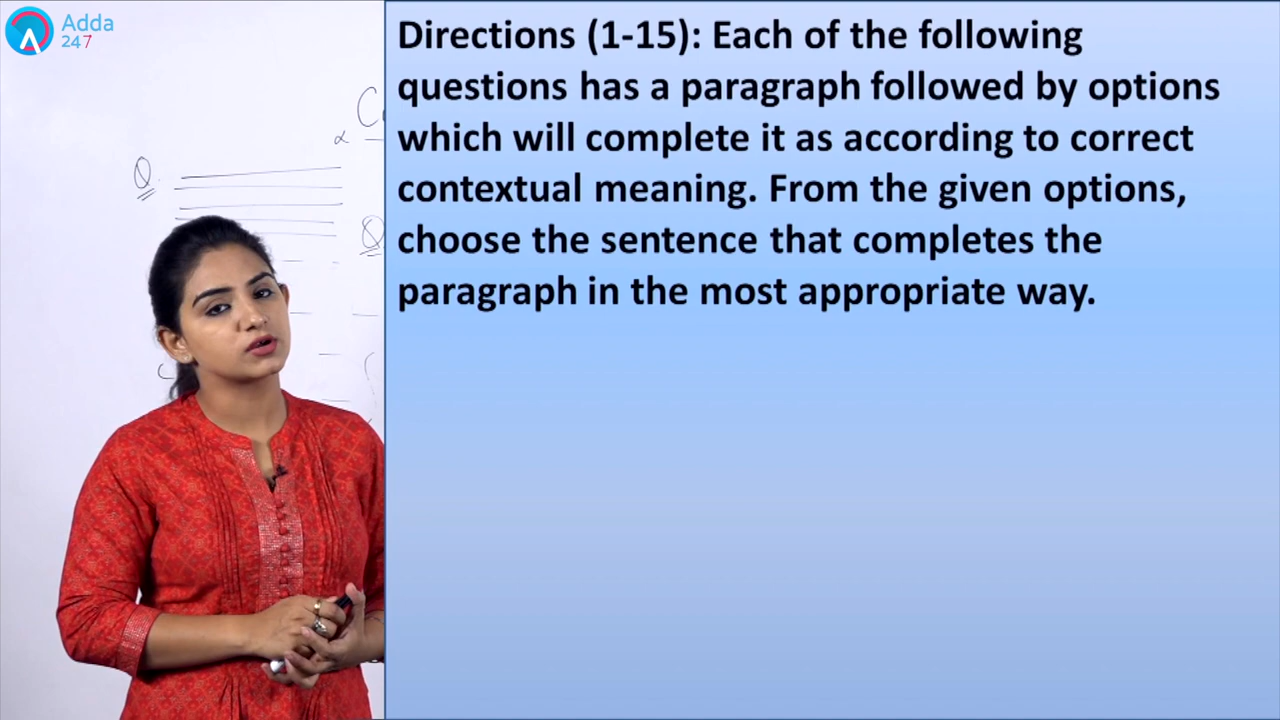 Adda
247
Directions (1-15): Each of the following
questions has a paragraph followed by options
which will complete it as according to correct
contextual meaning. From the given options,
choose the sentence that completes the
paragraph in the most appropriate way.
Q.